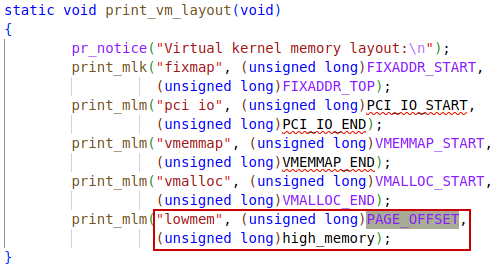 static void print_vm_layout(void)
{
pr_notice("Virtual kernel memory layout:\n");
print_mlk("fixmap", (unsigned long)FIXADDR_START,
(unsigned long)FIXADDR_TOP);
print_mlm("pci io", (unsigned long)PCI_IO_START,
(unsigned long)PCI_IO_END);
print_mlm("vmemmap", (unsigned long)VMEMMAP_START,
(unsigned long)VMEMMAP_END);
print_mlm("vmalloc", (unsigned long)VMALLOC_START,
(unsigned long)VMALLOC_END);
print_mlm("lowmem", (unsigned long)PAGE_OFFSET,
(unsigned long)high_memory);
}